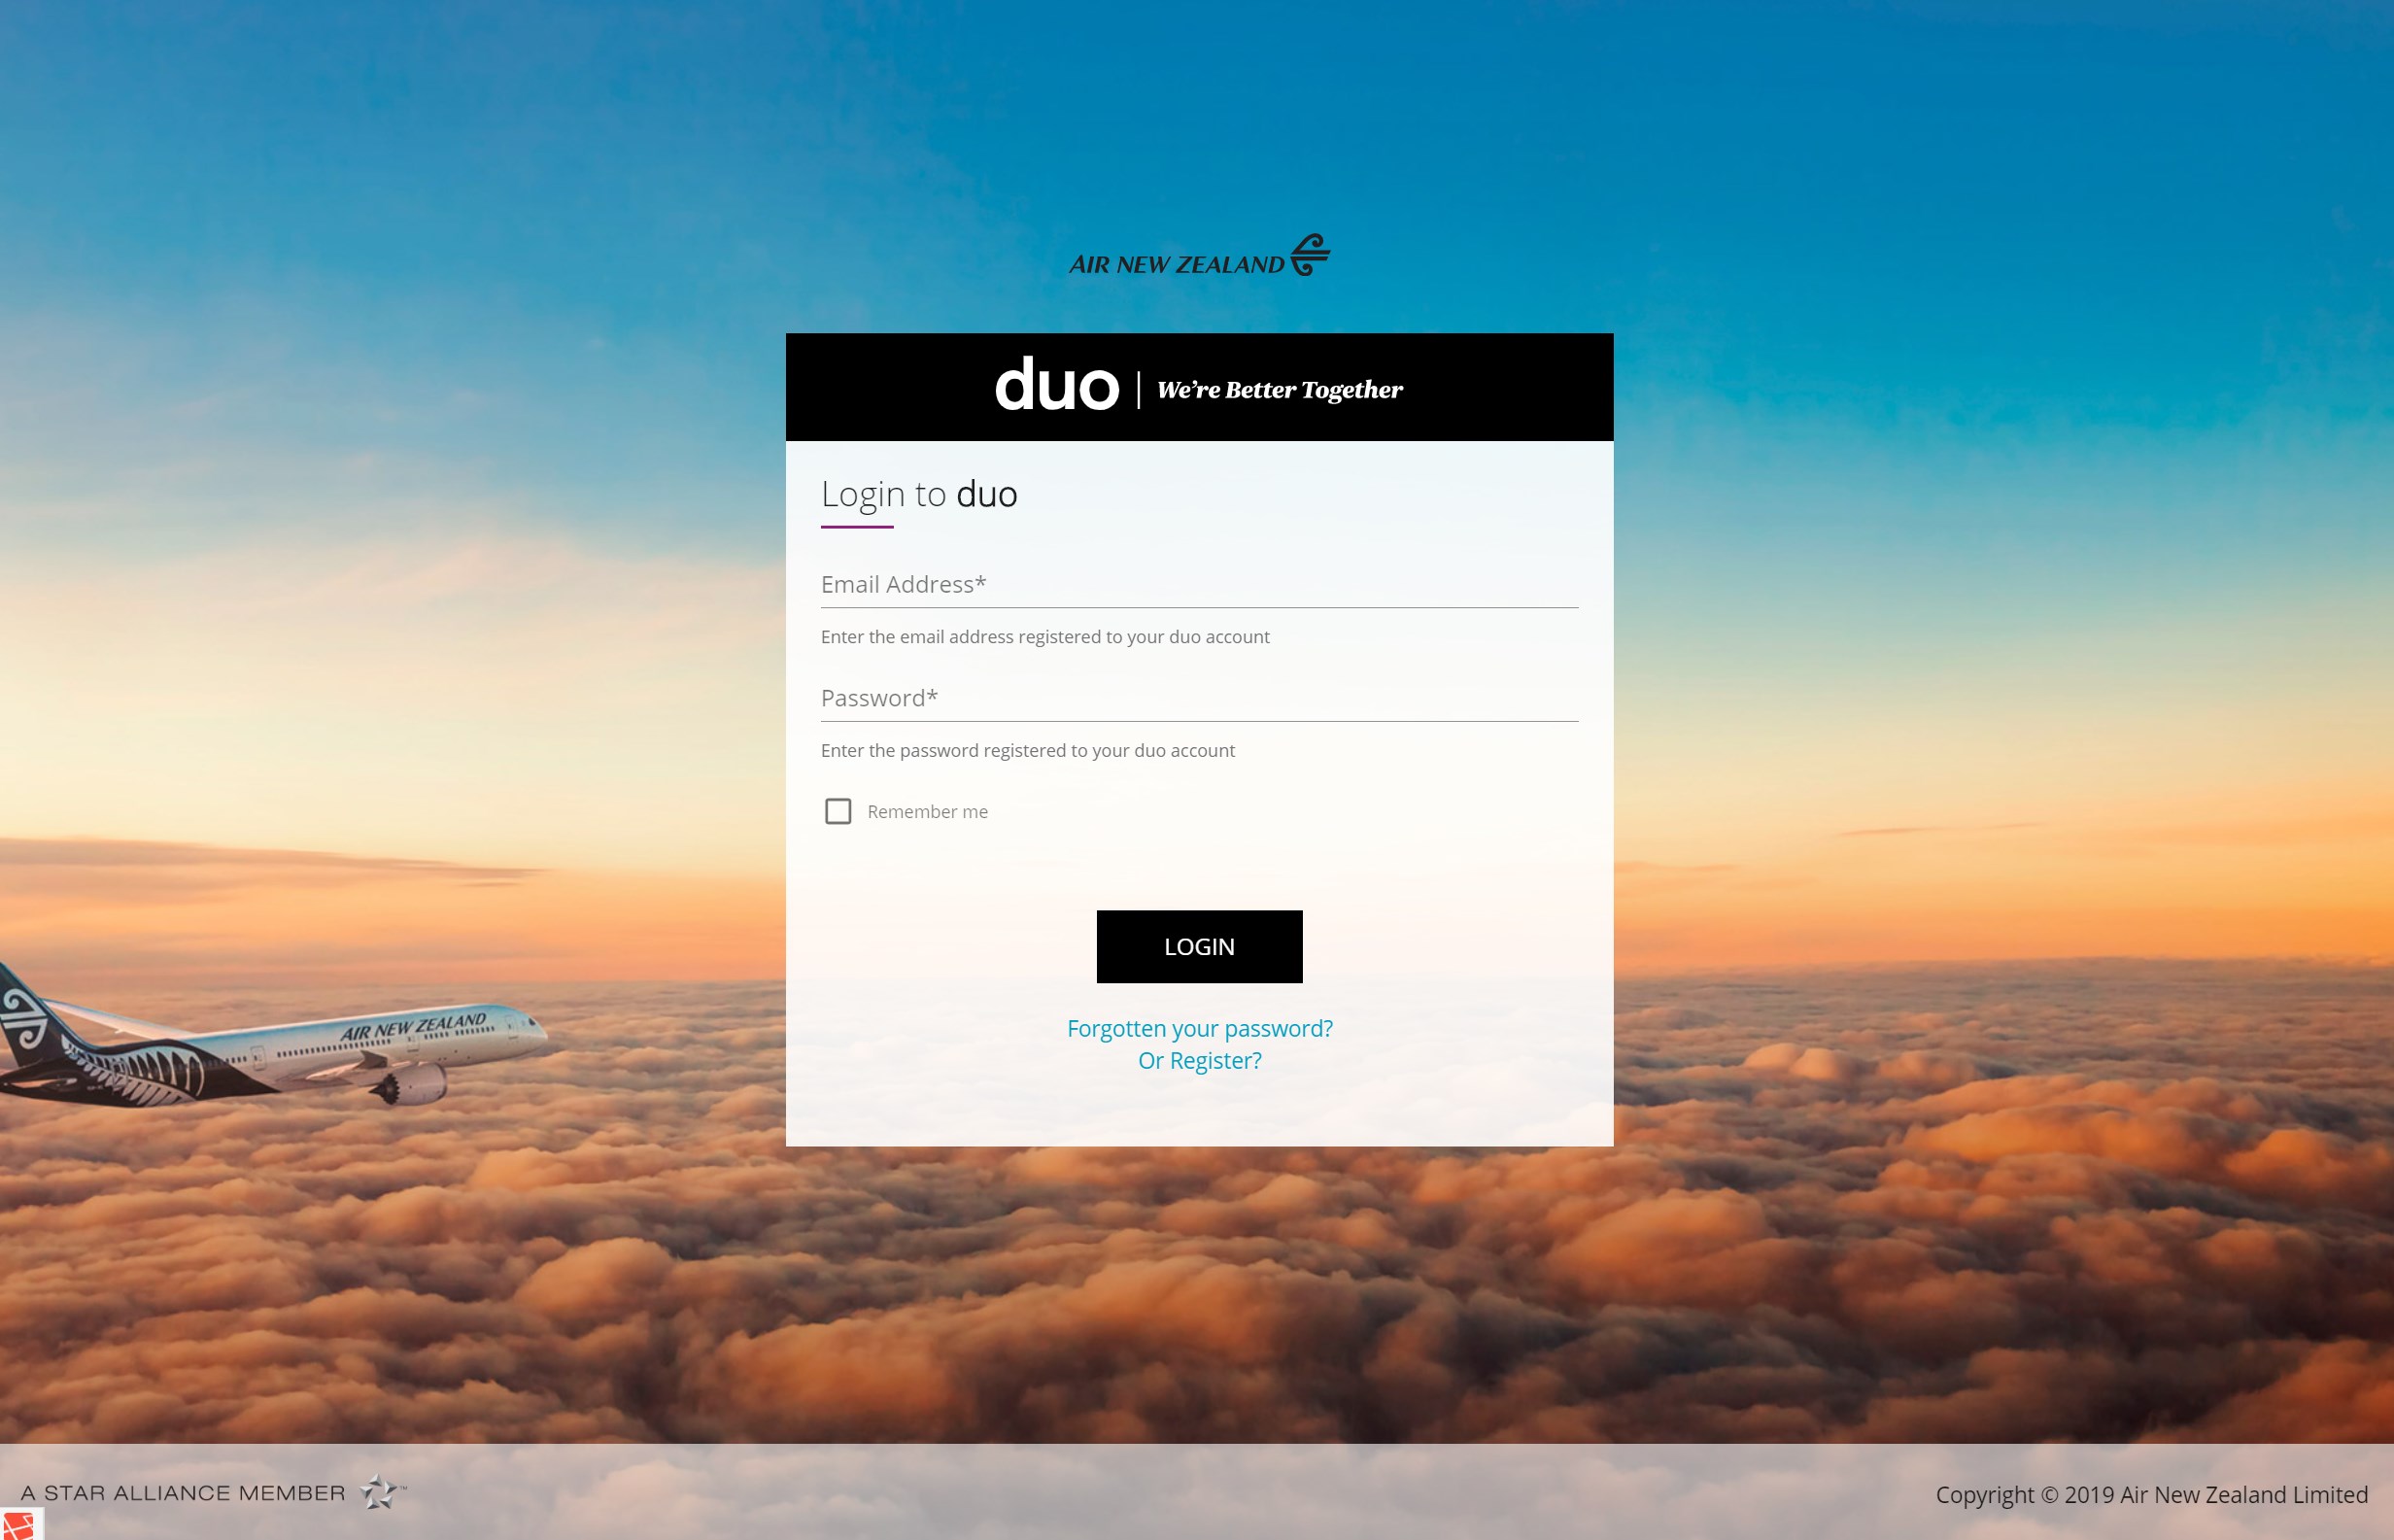 AIR NEW ZEALAND
duo | We're Better Together
Login to duo
Email Address*
Enter the email address registered to your duo account
Password*
Enter the password registered to your duo account
Remember me
LOGIN
AIR NEW ZEALAND
Forgotten your password?
Or Register?
A STAR ALLIANCE MEMBER ™
Copyright © 2019 Air New Zealand Limited